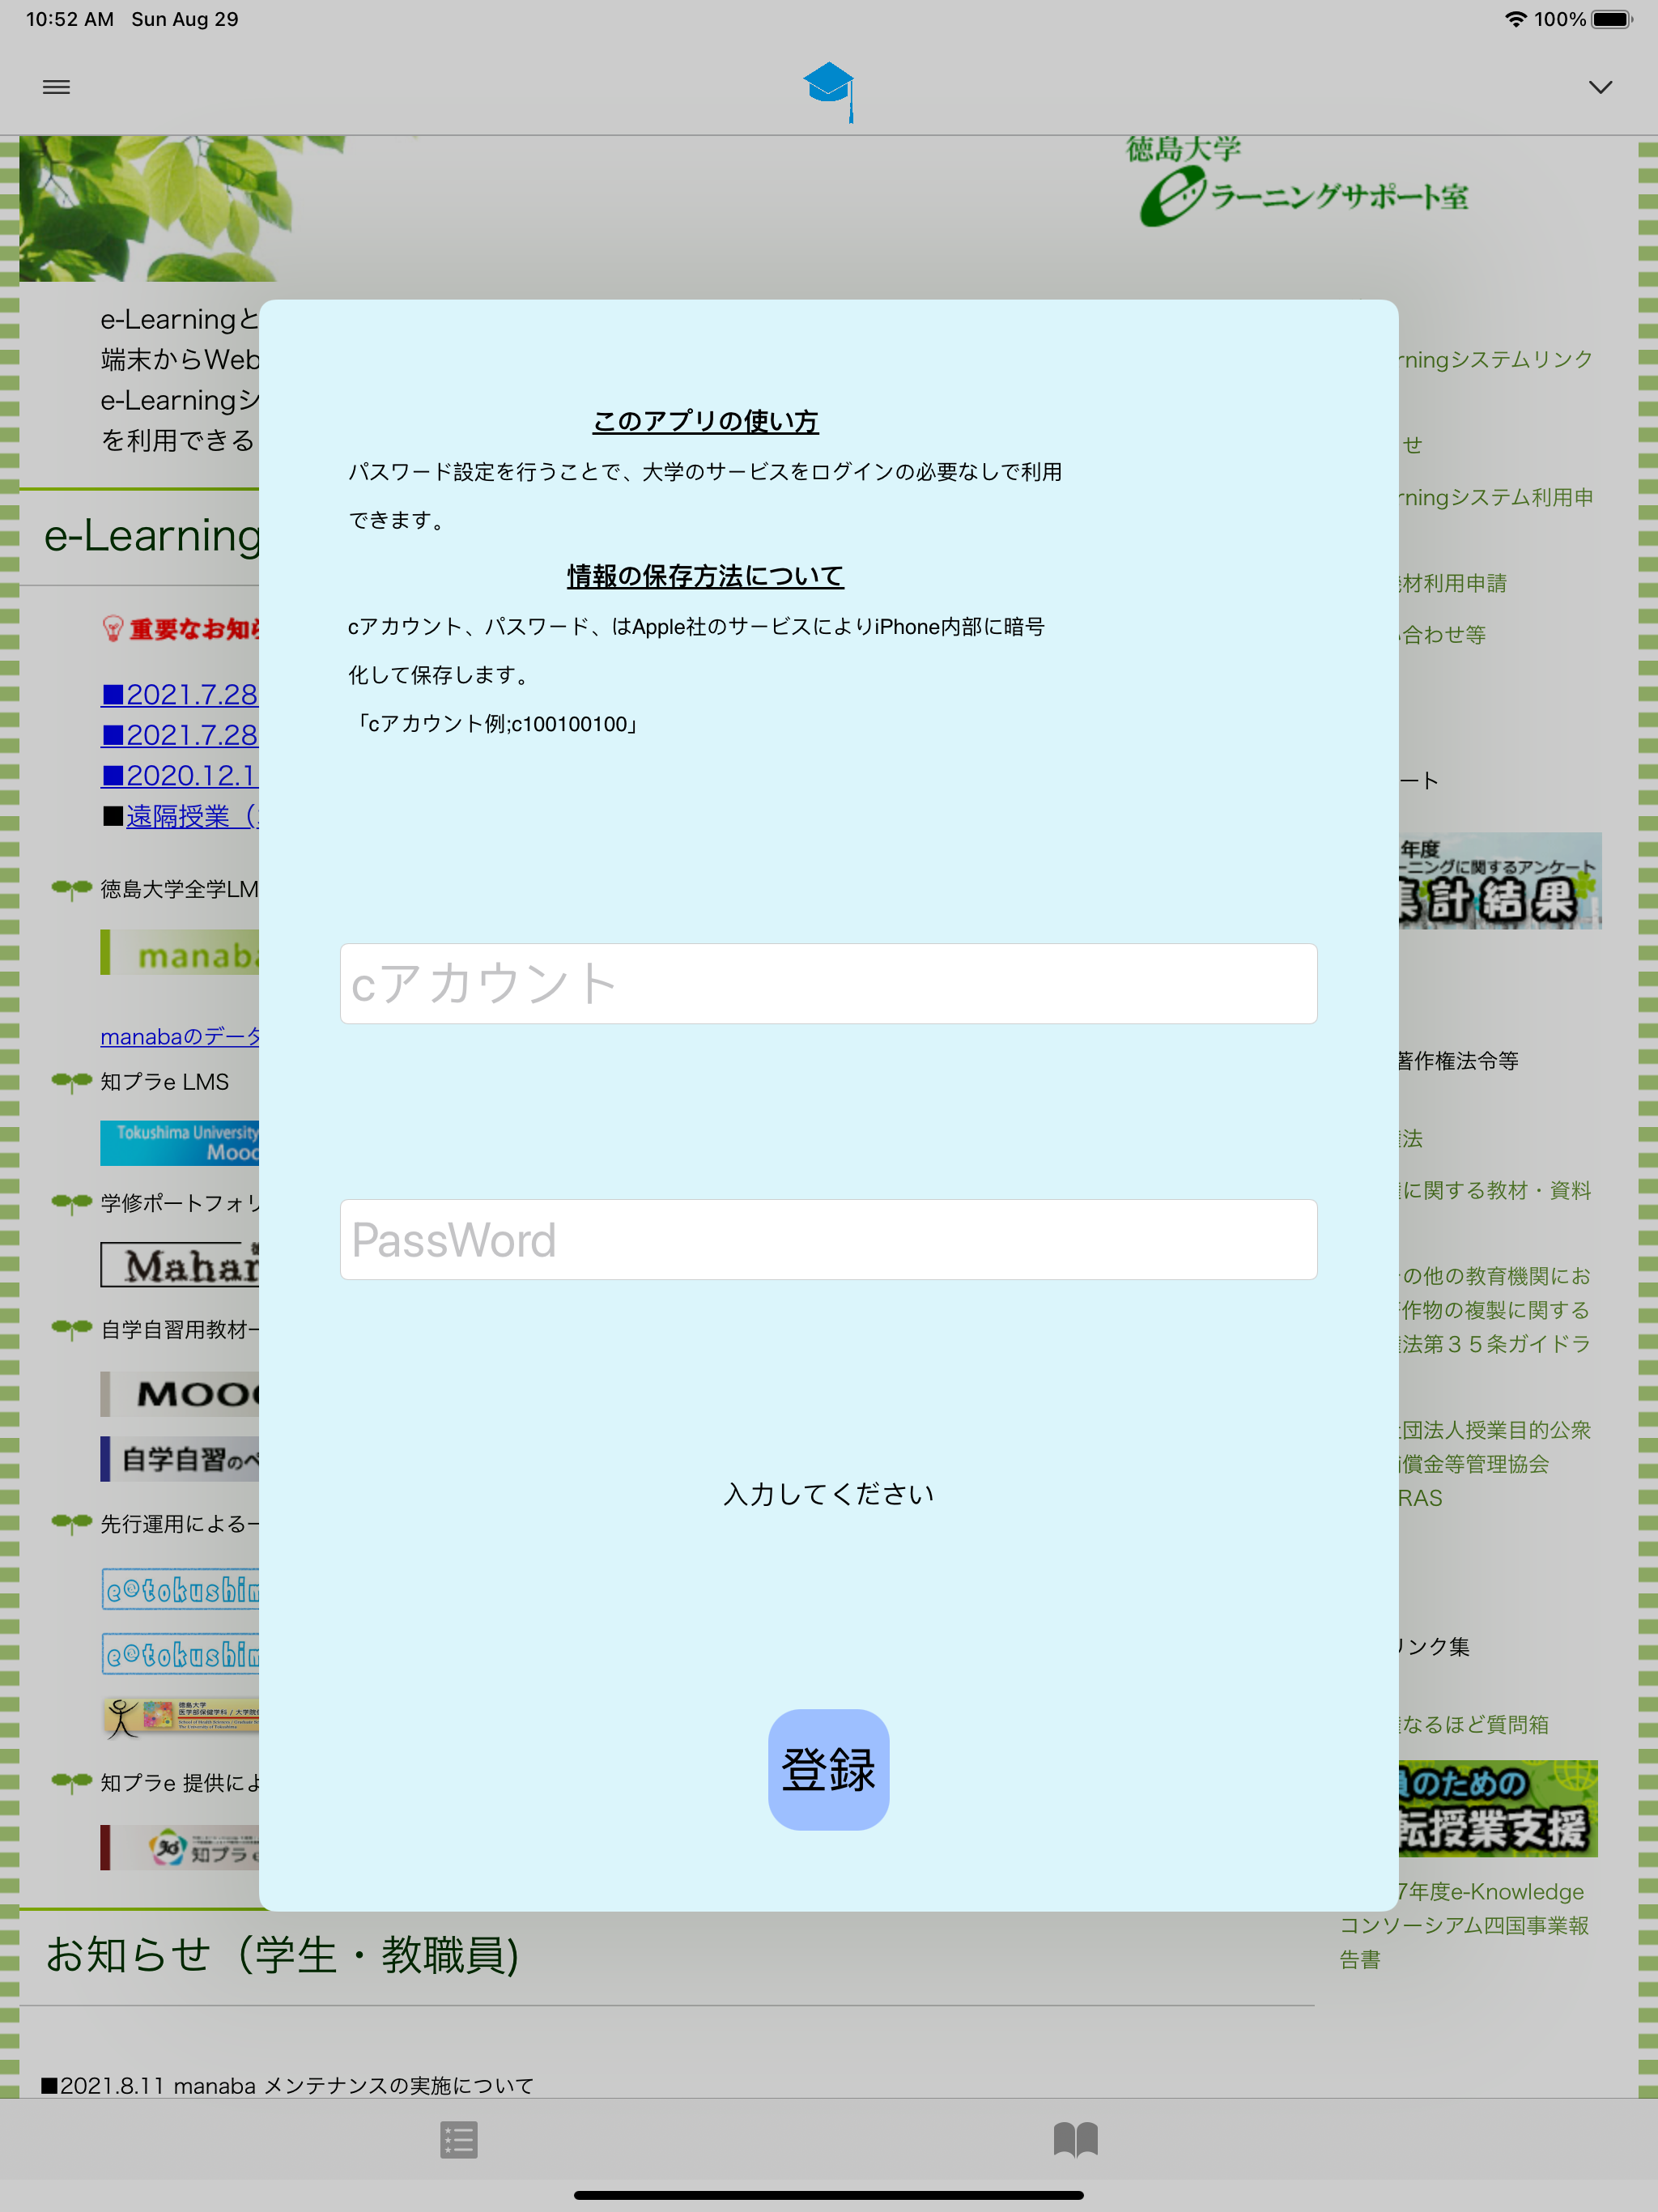 10:52 AM Sun Aug 29
100%
徳島大学
ラーニングサポート室
e-Learningと
端末からWeb
e-Learningシ
を利用できる
e-Learning
重要なお知ら
■2021.7.28
■2021.7.28
■2020.12.1
■遠隔授業（
徳島大学全学LM
manaba
manabaのデータ
知プラe LMS
Tokushima University
Mooc
学修ポートフォリ
Mahar
自学自習用教材
MOOC
自学自習のペ
先行運用による
e@tokushim
e@tokushim
徳島大学
知プラe 提供によ
知プラe
このアプリの使い方
パスワード設定を行うことで、大学のサービスをログインの必要なしで利用
できます。
情報の保存方法について
cアカウント、パスワード、はApple社のサービスによりiPhone内部に暗号
化して保存します。
「cアカウント例;c100100100」
cアカウント
PassWord
入力してください
登録
rningシステムリンク
せ
rningシステム利用申
材利用申請
合わせ等
ート
年度
ーニングに関するアンケート
集計結果
著作権法令等
法
に関する教材・資料
の他の教育機関にお
作物の複製に関する
法第３５条ガイドラ
団法人授業目的公衆
償金等管理協会
RAS
リンク集
なるほど質問箱
員のための
転授業支援
7年度e-Knowledge
コンソーシアム四国事業報
告書
お知らせ（学生・教職員)
■2021.8.11 manaba メンテナンスの実施について